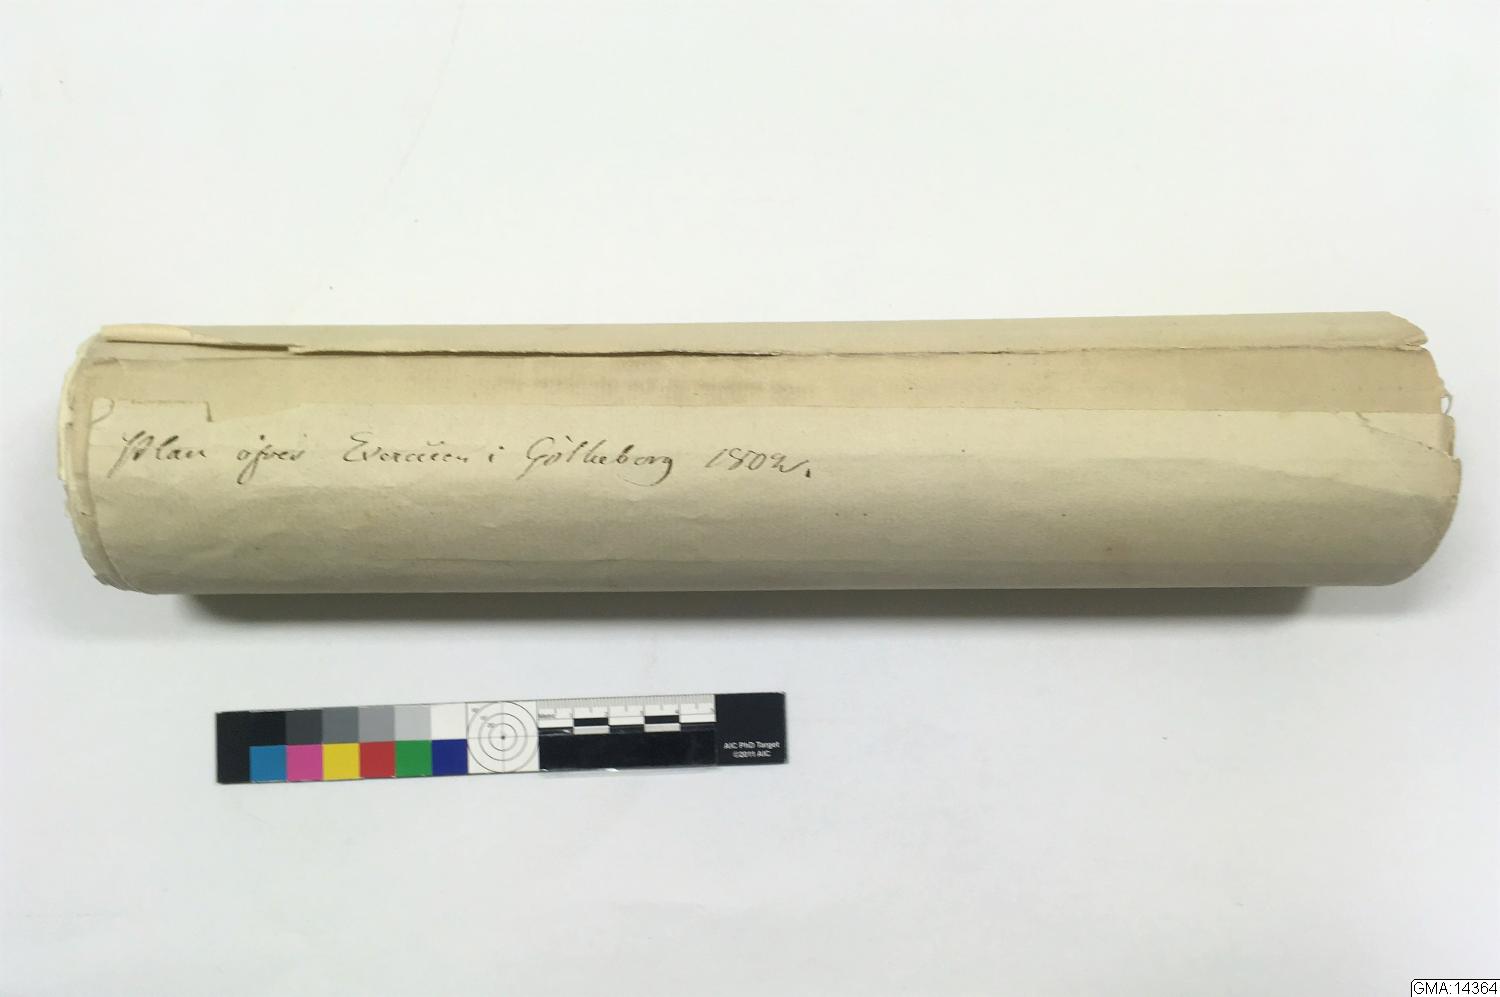 Plan öfver i Götheborg 1802.
AIC PhD Target
©2011 AIC
GMA:14364